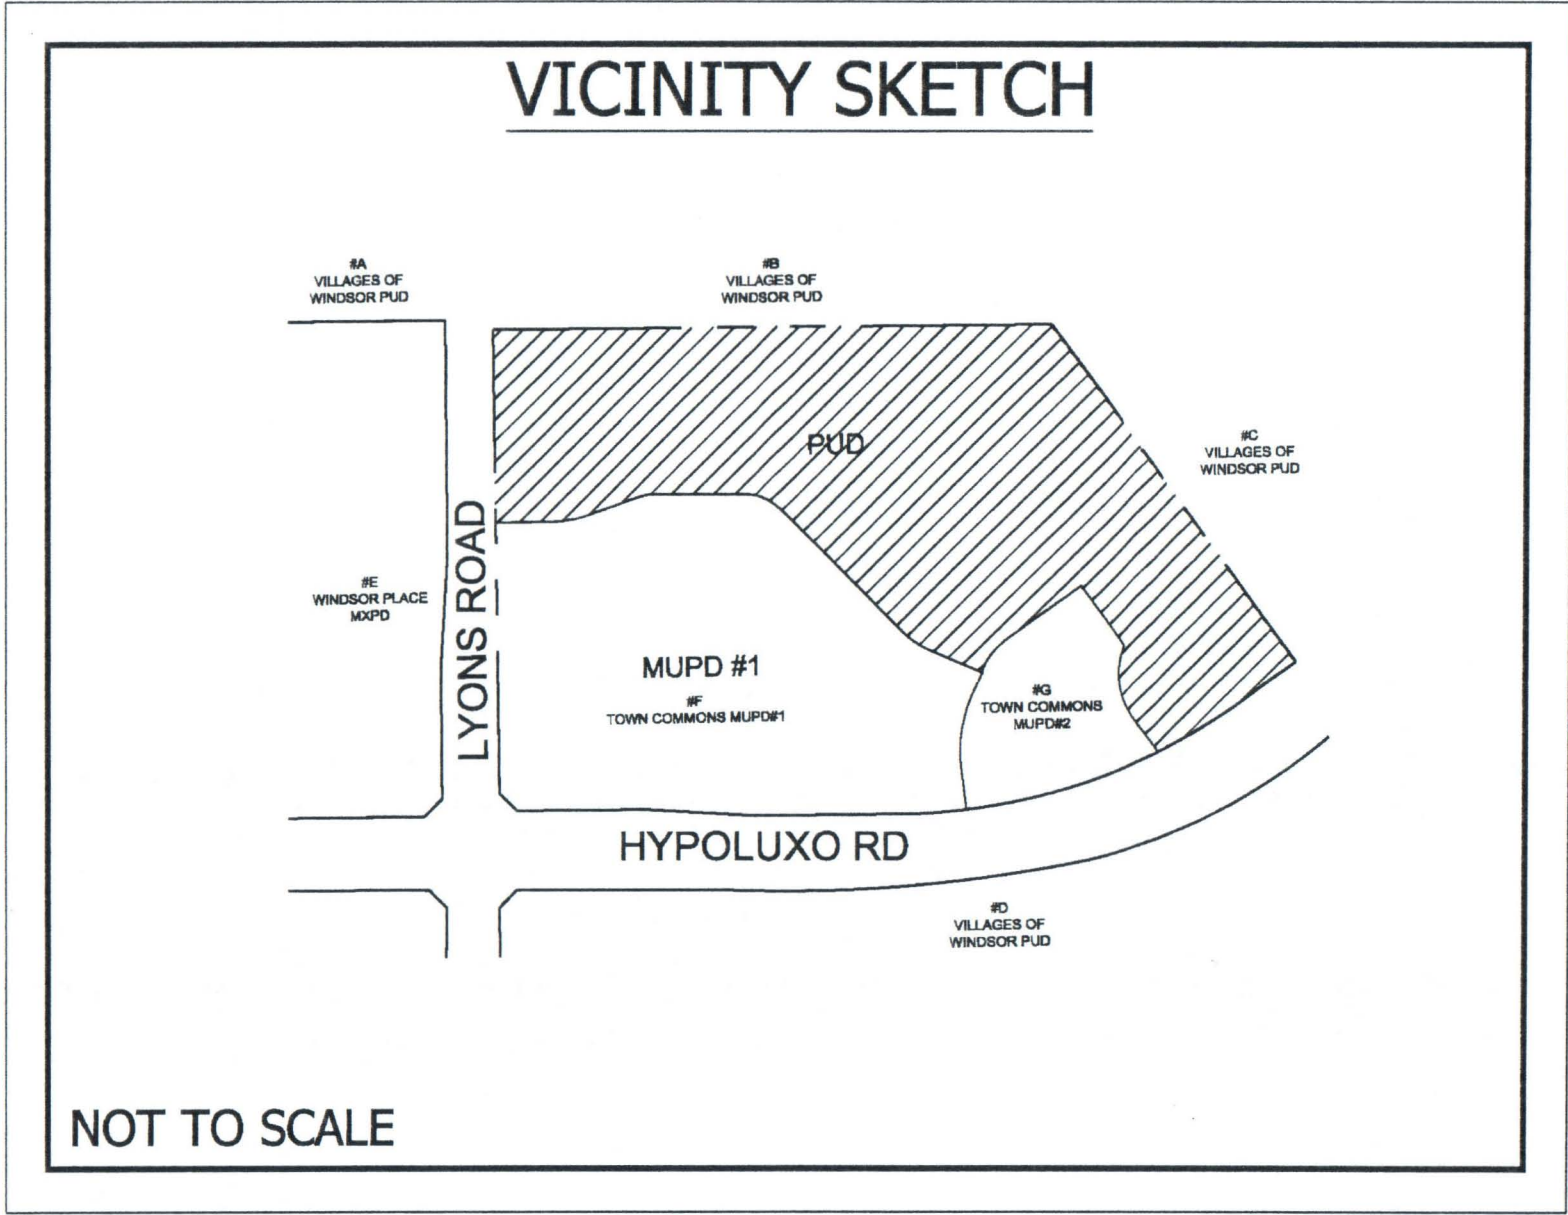 VICINITY SKETCH
#A
VILLAGES OF
WINDSOR PUD
#B
VILLAGES OF
WINDSOR PUD
PUD
#C
VILLAGES OF
WINDSOR PUD
LYONS ROAD
#E
WINDSOR PLACE
MXPD
MUPD #1
#F
TOWN COMMONS MUPD#1
#G
TOWN COMMONS
MUPD#2
HYPOLUXO RD
#D
VILLAGES OF
WINDSOR PUD
NOT TO SCALE